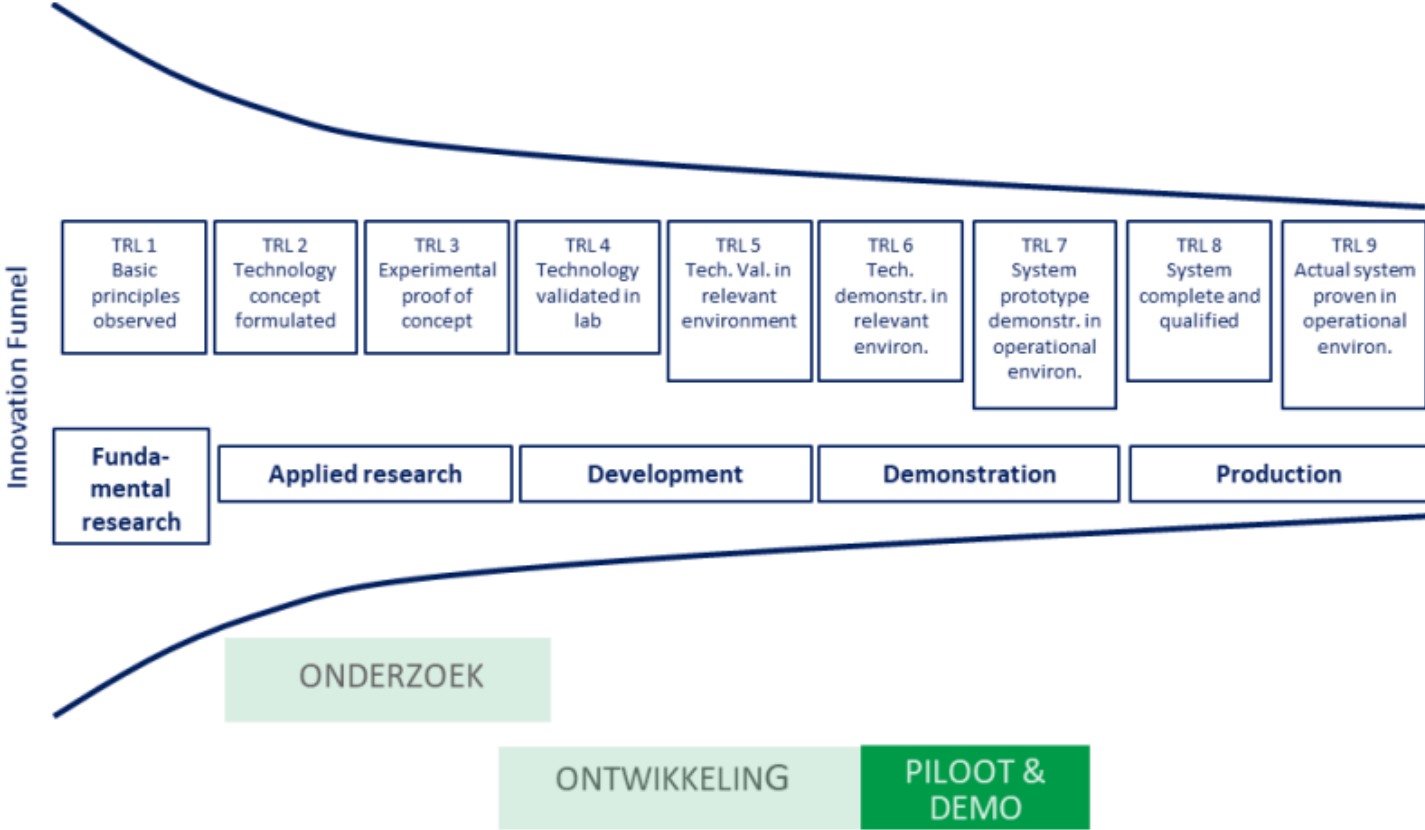 Innovation Funnel
TRL 1
Basic
principles
observed
TRL 2
Technology
concept
formulated
TRL 3
Experimental
proof of
concept
TRL 4
Technology
validated in
lab
TRL 5
Tech. Val. in
relevant
environment
TRL 6
Tech.
demonstr. in
relevant
environ.
TRL 7
System
prototype
demonstr. in
operational
environ.
TRL 8
System
complete and
qualified
TRL 9
Actual system
proven in
operational
environ.
Funda-
mental
research
Applied research
Development
Demonstration
Production
ONDERZOEK
ONTWIKKELING
PILOOT &
DEMO